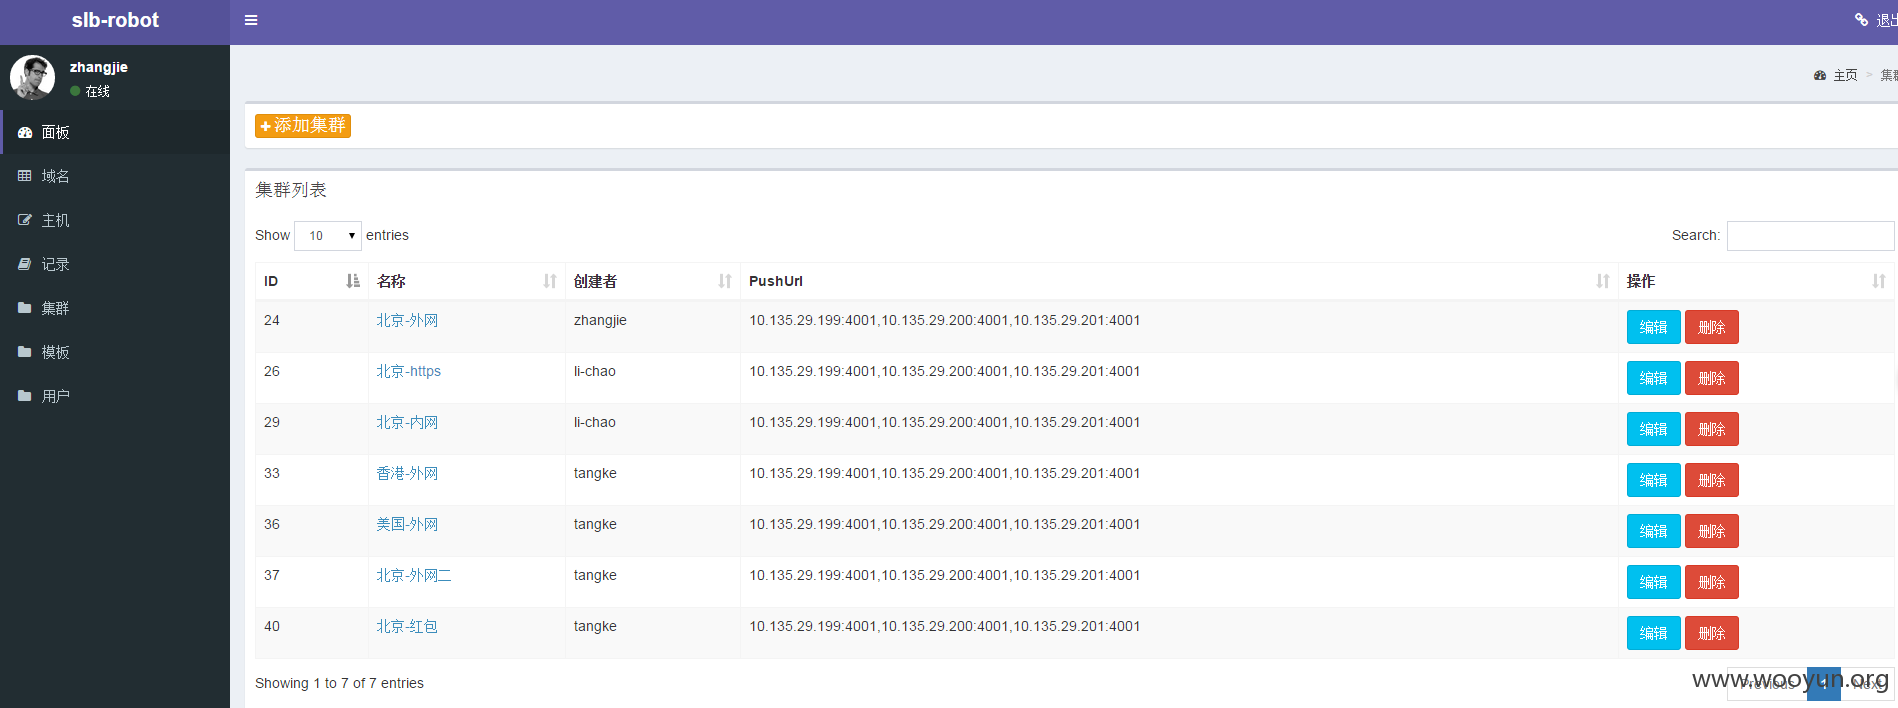 slb-robot
退出
zhangjie
在线
主页 > 集群
面板
域名
主机
记录
集群
模板
用户
添加集群
集群列表
Show 10 entries
Search:
ID 名称 创建者 PushUrl 操作
24 北京-外网 zhangjie 10.135.29.199:4001,10.135.29.200:4001,10.135.29.201:4001 编辑 删除
26 北京-https li-chao 10.135.29.199:4001,10.135.29.200:4001,10.135.29.201:4001 编辑 删除
29 北京-内网 li-chao 10.135.29.199:4001,10.135.29.200:4001,10.135.29.201:4001 编辑 删除
33 香港-外网 tangke 10.135.29.199:4001,10.135.29.200:4001,10.135.29.201:4001 编辑 删除
36 美国-外网 tangke 10.135.29.199:4001,10.135.29.200:4001,10.135.29.201:4001 编辑 删除
37 北京-外网二 tangke 10.135.29.199:4001,10.135.29.200:4001,10.135.29.201:4001 编辑 删除
40 北京-红包 tangke 10.135.29.199:4001,10.135.29.200:4001,10.135.29.201:4001 编辑 删除
Showing 1 to 7 of 7 entries
Previous 1 Next
www.wooyun.org